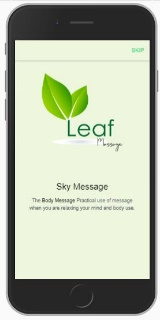 SKIP
Leaf
Message
Sky Message
The Body Message Practical use of message
when you are relaxing your mind and body use.